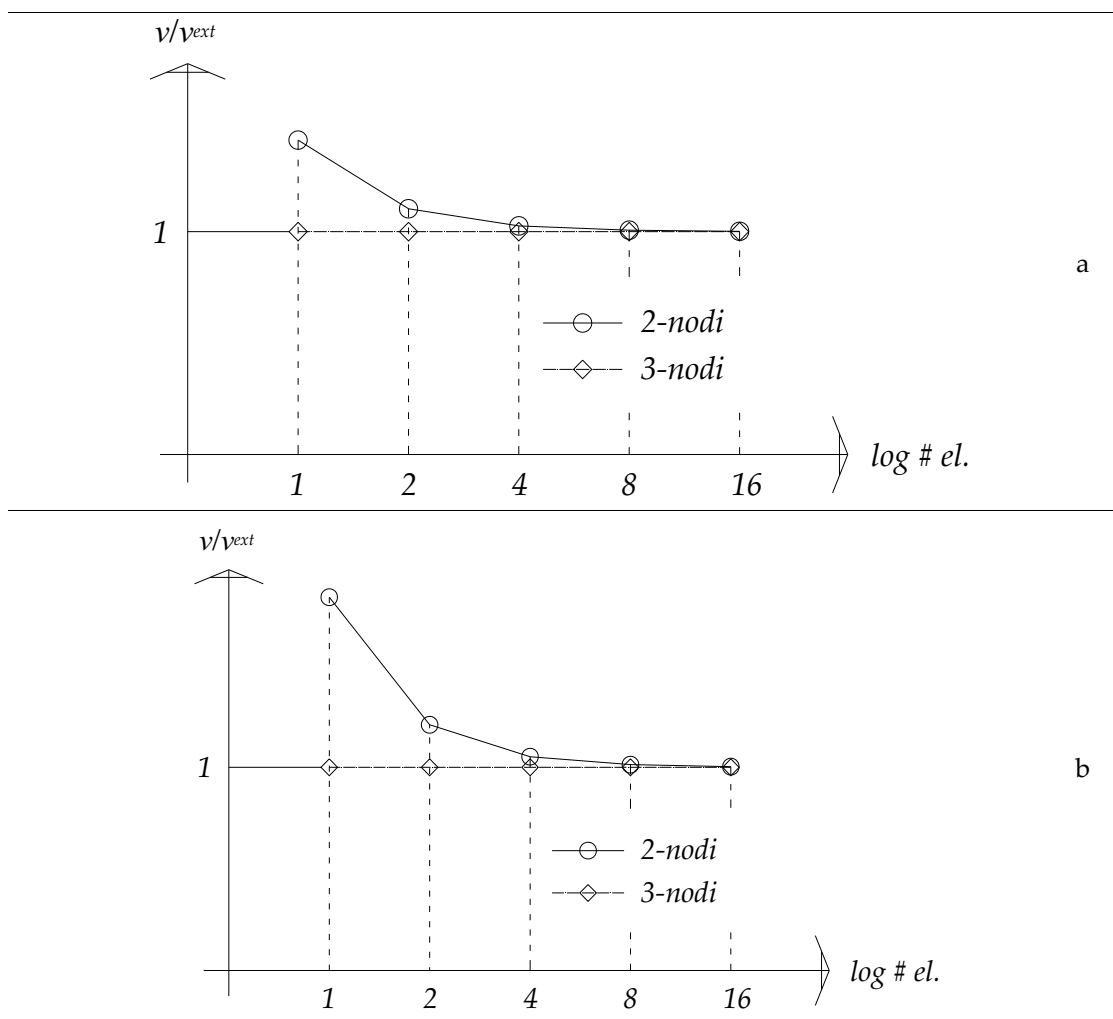 v/v^ext
1
a
2-nodi
3-nodi
log # el.
1 2 4 8 16
v/v^ext
1
b
2-nodi
3-nodi
log # el.
1 2 4 8 16